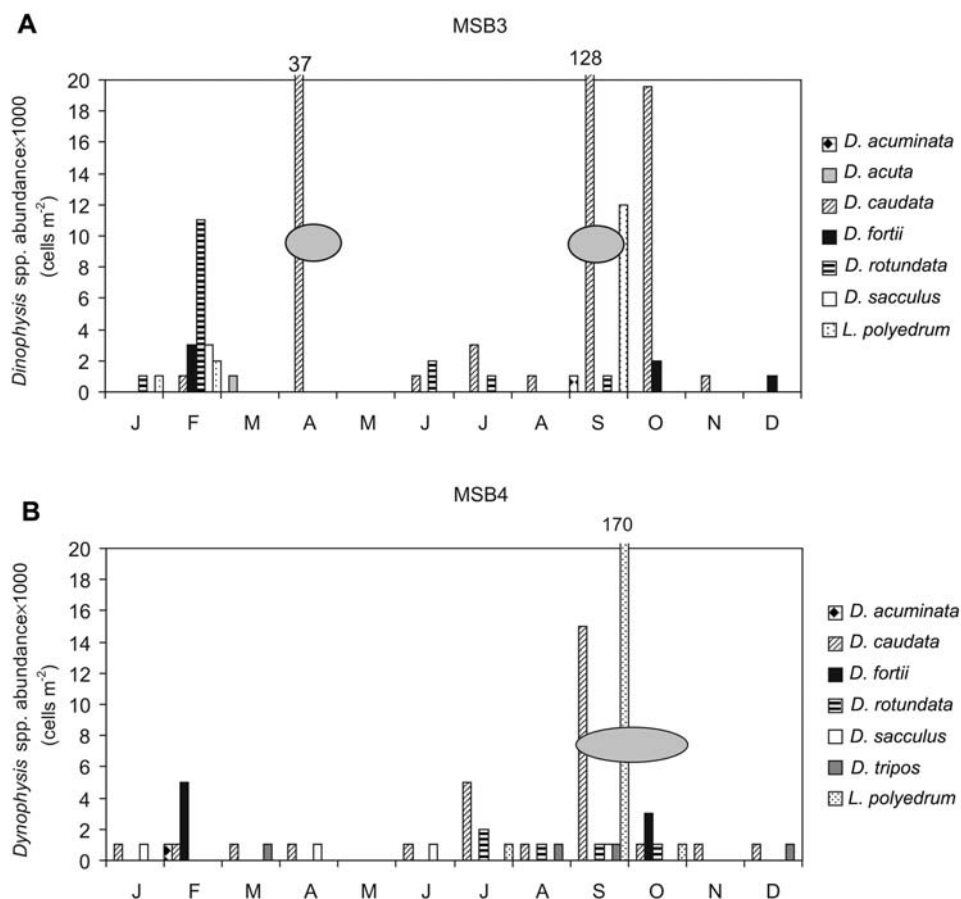 A
MSB3
37
128
20
18
16
14
12
10
8
6
4
2
0
Dinophysis spp. abundance×1000
(cells m-2)
J F M A M J J A S O N D
D. acuminata
D. acuta
D. caudata
D. fortii
D. rotundata
D. sacculus
L. polyedrum
B
MSB4
170
20
18
16
14
12
10
8
6
4
2
0
Dynophysis spp. abundance×1000
(cells m-2)
J F M A M J J A S O N D
D. acuminata
D. caudata
D. fortii
D. rotundata
D. sacculus
D. tripos
L. polyedrum